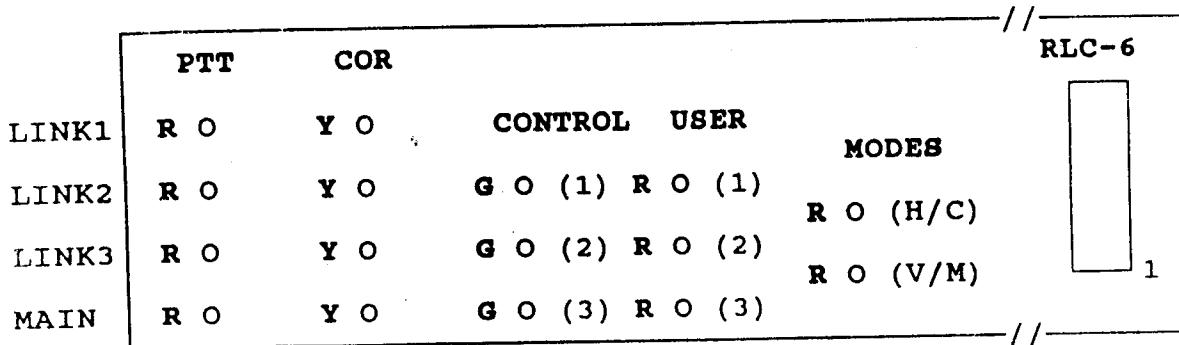 RLC-6
PTT COR
LINK1 R O Y O CONTROL USER
MODES
LINK2 R O Y O G O (1) R O (1)
R O (H/C)
LINK3 R O Y O G O (2) R O (2)
R O (V/M) 1
MAIN R O Y O G O (3) R O (3)